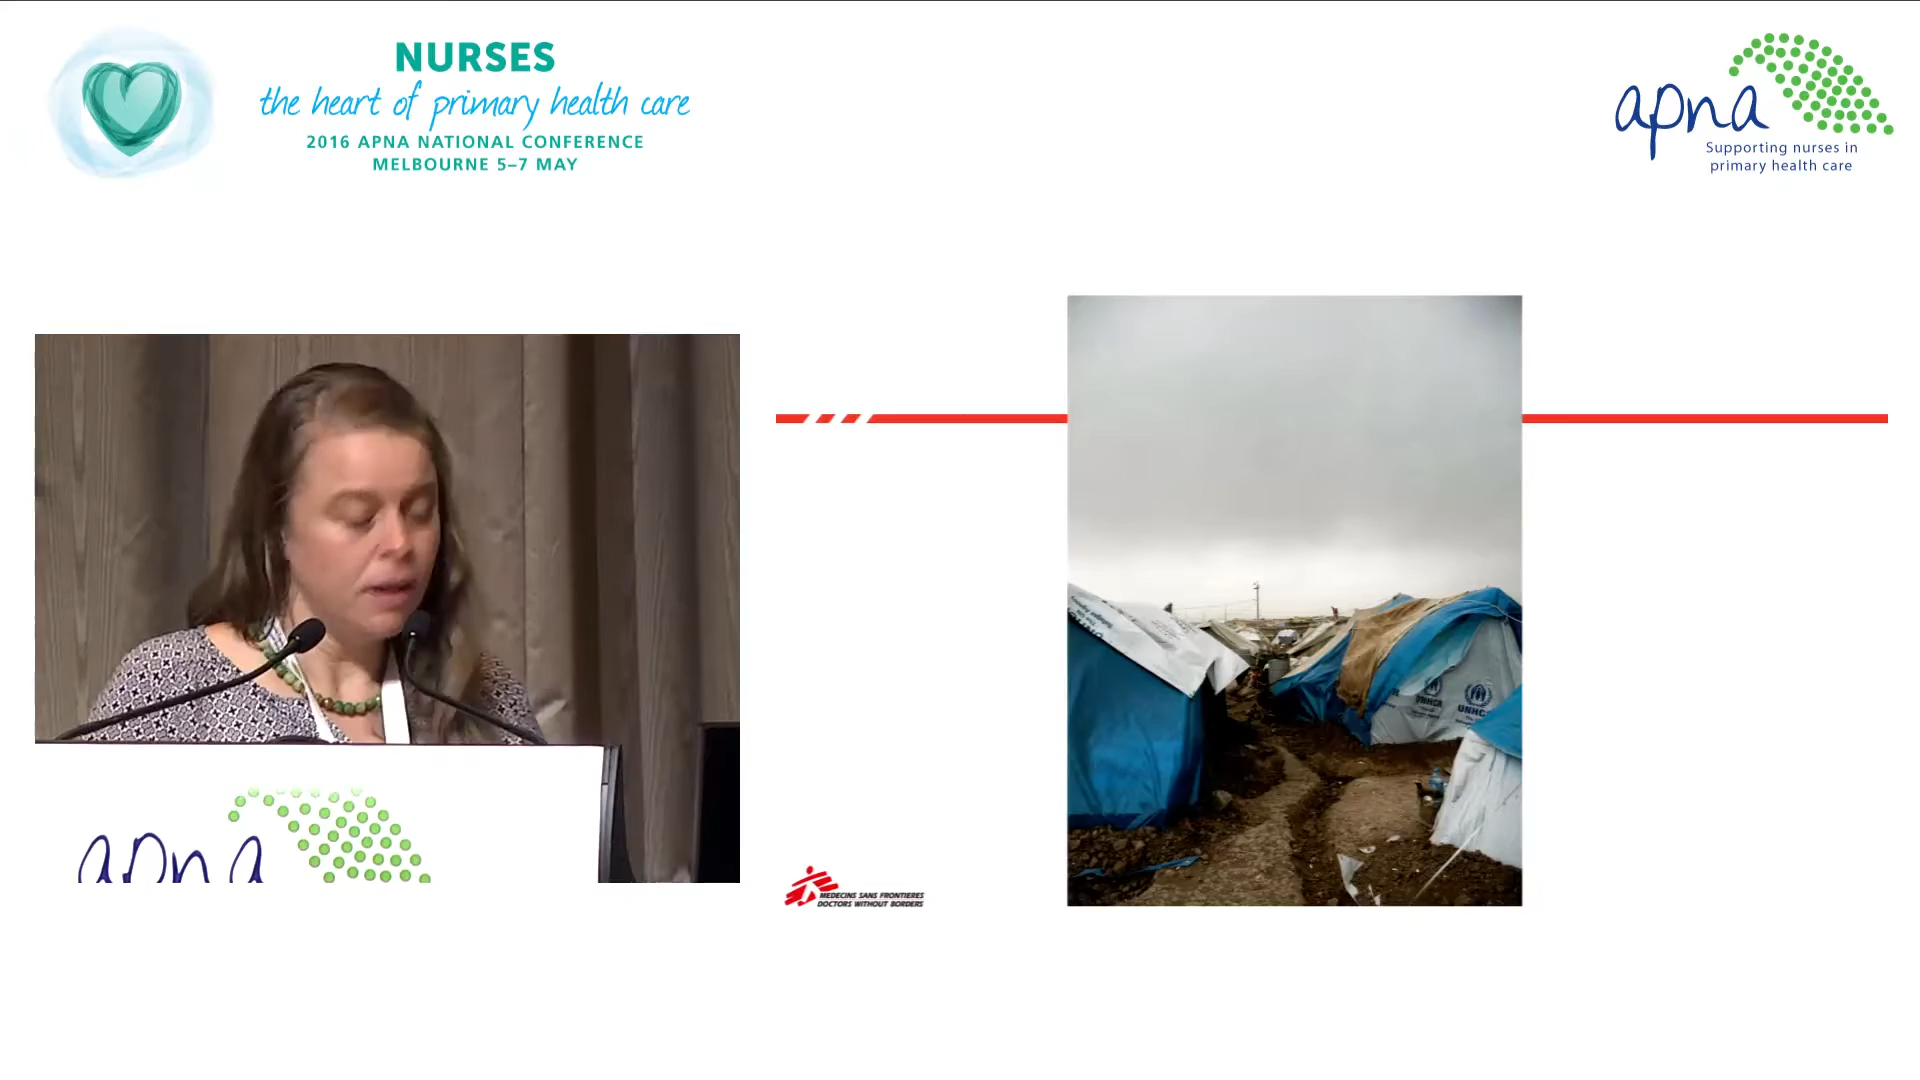 NURSES
the heart of primary health care
2016 APNA NATIONAL CONFERENCE
MELBOURNE 5–7 MAY
apna
Supporting nurses in
primary health care
apna
MEDECINS SANS FRONTIERES
DOCTORS WITHOUT BORDERS
UNHCR
UNHCR